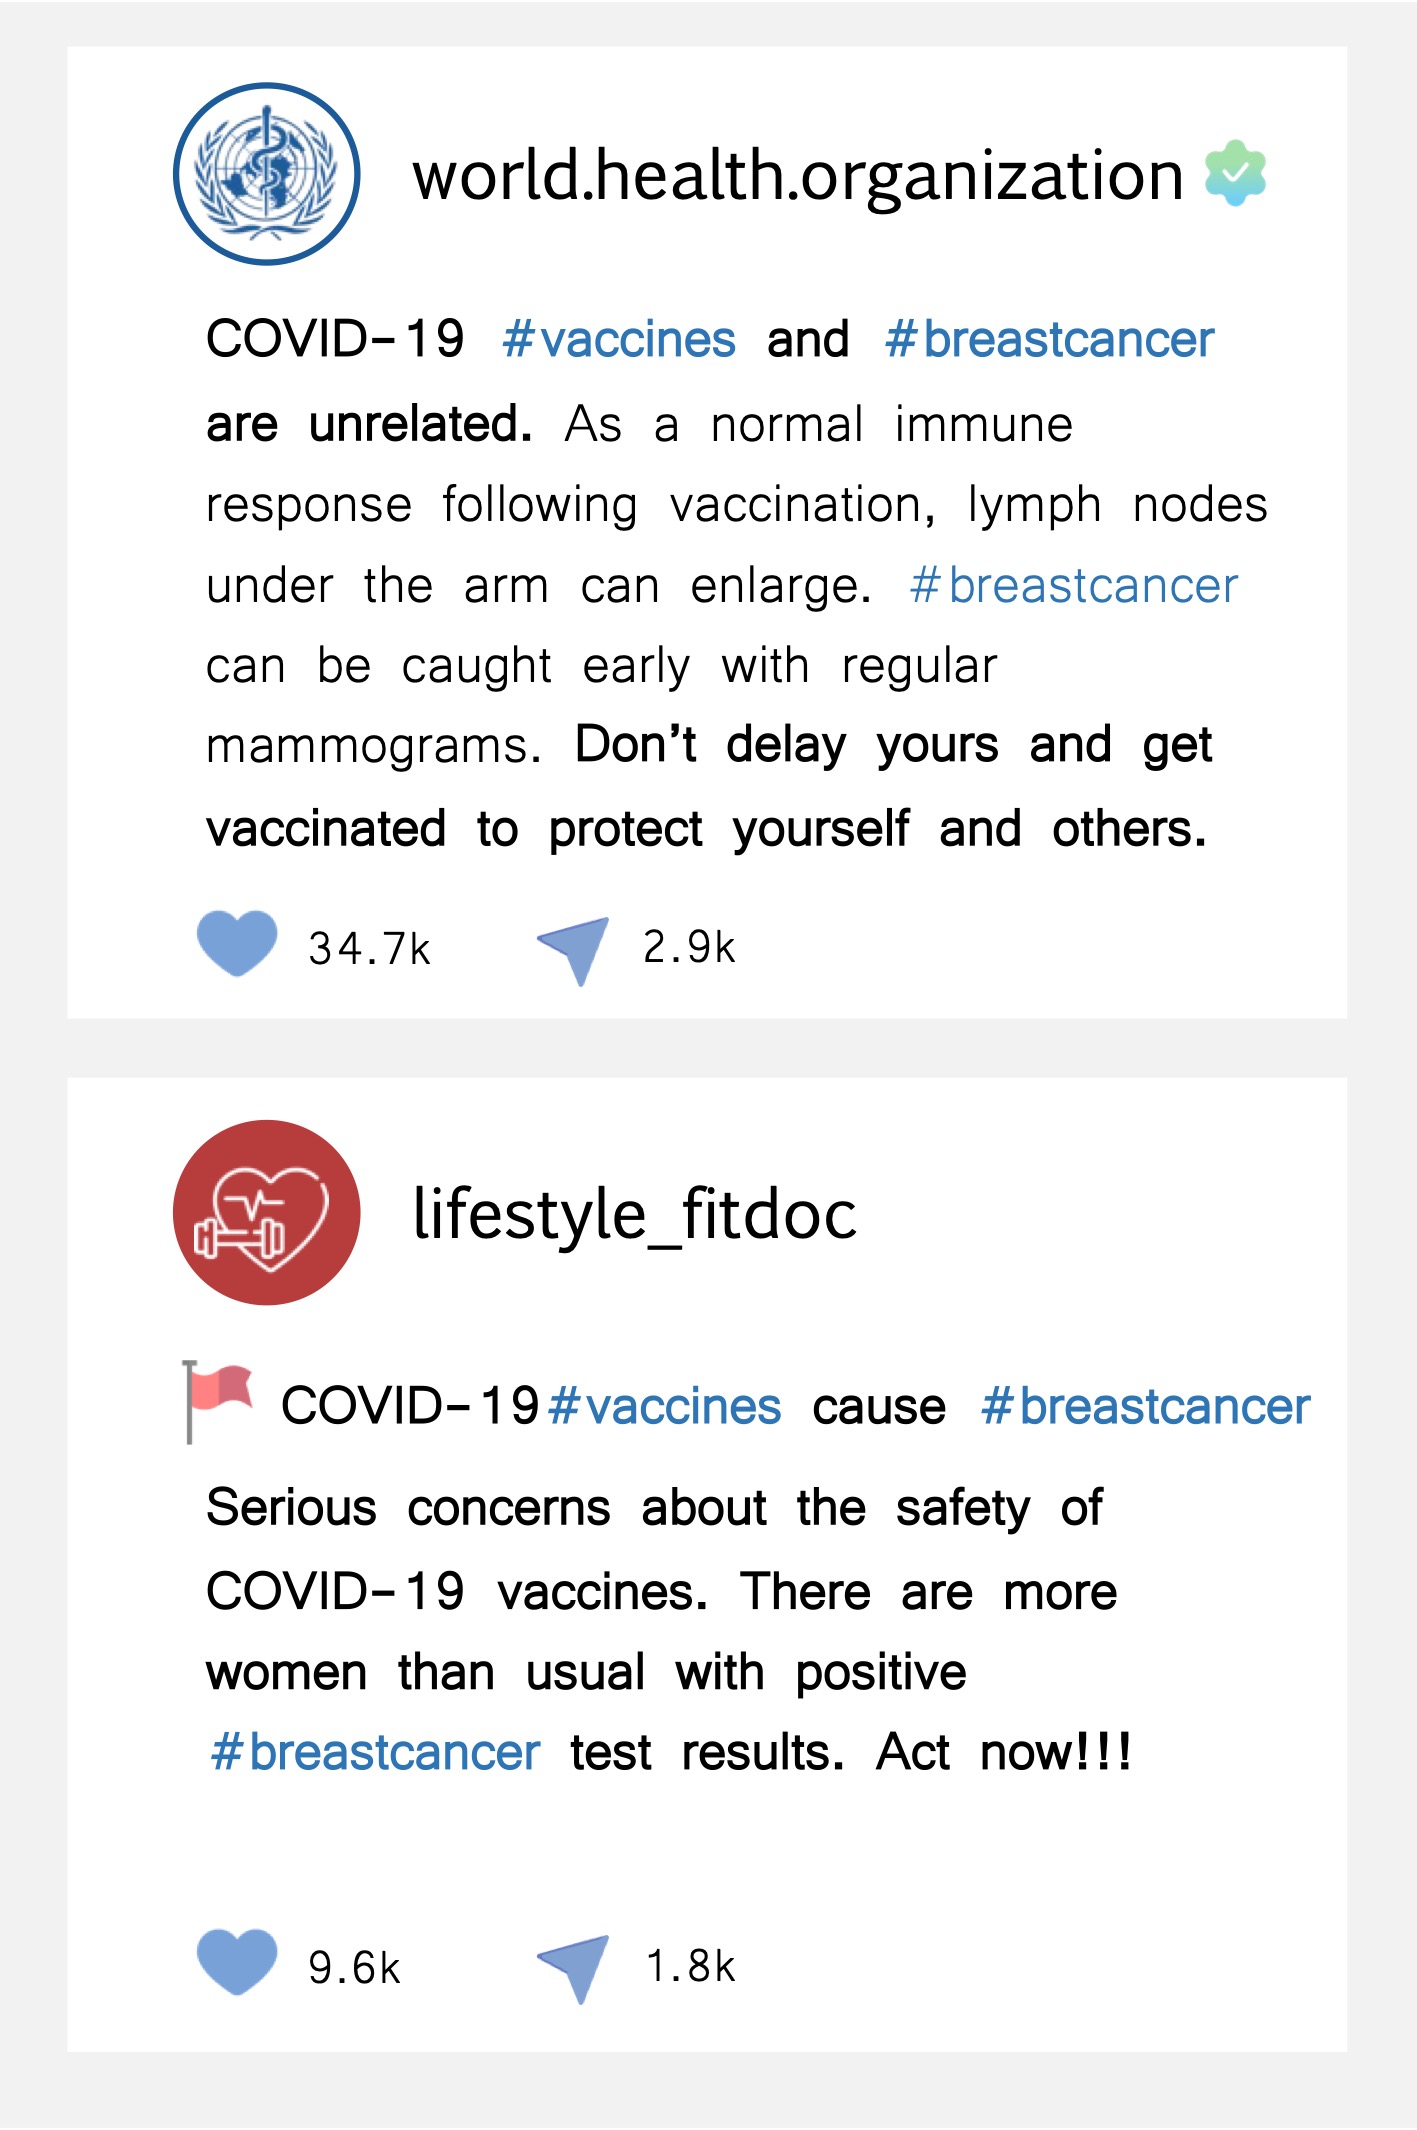 world.health.organization
COVID-19 #vaccines and #breastcancer
are unrelated. As a normal immune
response following vaccination, lymph nodes
under the arm can enlarge. #breastcancer
can be caught early with regular
mammograms. Don't delay yours and get
vaccinated to protect yourself and others.
34.7k 2.9k
lifestyle_fitdoc
COVID-19#vaccines cause #breastcancer
Serious concerns about the safety of
COVID-19 vaccines. There are more
women than usual with positive
#breastcancer test results. Act now!!!
9.6k 1.8k